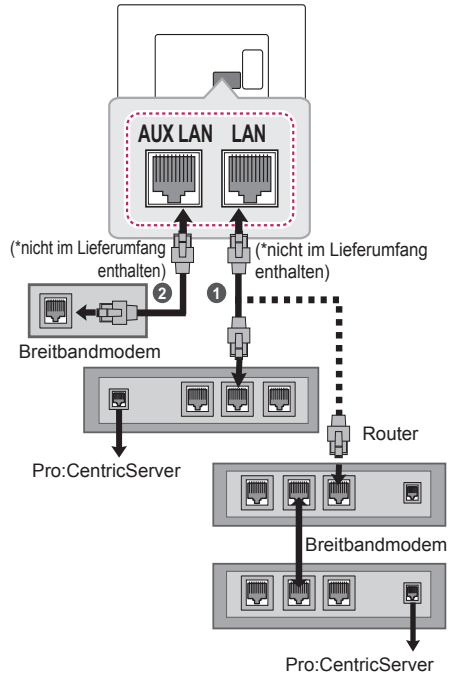 AUX LAN LAN
(*nicht im Lieferumfang
enthalten)
(*nicht im Lieferumfang
enthalten)
2
1
Breitbandmodem
Router
Pro:CentricServer
Breitbandmodem
Pro:CentricServer